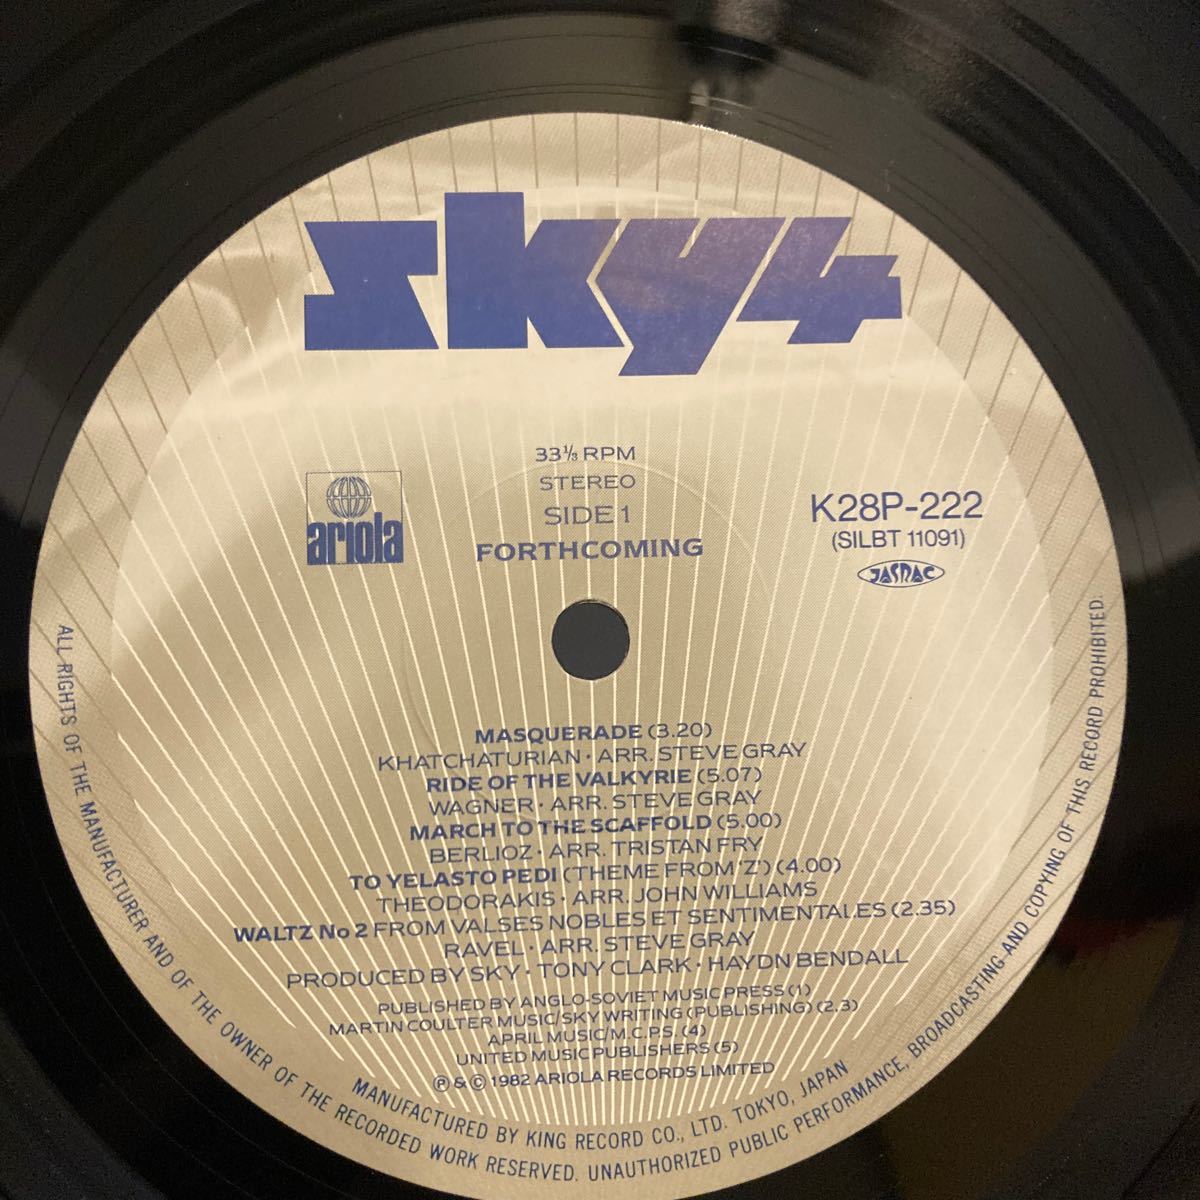 sky4
33⅓ RPM
STEREO
SIDE 1
FORTHCOMING
ariola
K28P-222
(SILBT 11091)
JASRAC
MASQUERADE (3.20)
KHATCHATURIAN · ARR. STEVE GRAY
RIDE OF THE VALKYRIE (5.07)
WAGNER · ARR. STEVE GRAY
MARCH TO THE SCAFFOLD (5.00)
BERLIOZ · ARR. TRISTAN FRY
TO YELASTO PEDI (THEME FROM 'Z') (4.00)
THEODORAKIS · ARR. JOHN WILLIAMS
WALTZ No 2 FROM VALSES NOBLES ET SENTIMENTALES (2.35)
RAVEL · ARR. STEVE GRAY
PRODUCED BY SKY · TONY CLARK · HAYDN BENDALL
PUBLISHED BY ANGLO-SOVIET MUSIC PRESS (1)
MARTIN COULTER MUSIC/SKY WRITING (PUBLISHING) (2.3)
APRIL MUSIC/M.C.P.S. (4)
UNITED MUSIC PUBLISHERS (5)
Ⓟ & © 1982 ARIOLA RECORDS LIMITED
MANUFACTURED BY KING RECORD CO., LTD. TOKYO, JAPAN
ALL RIGHTS OF THE MANUFACTURER AND OF THE OWNER OF THE RECORDED WORK RESERVED. UNAUTHORIZED PUBLIC PERFORMANCE, BROADCASTING AND COPYING OF THIS RECORD PROHIBITED.